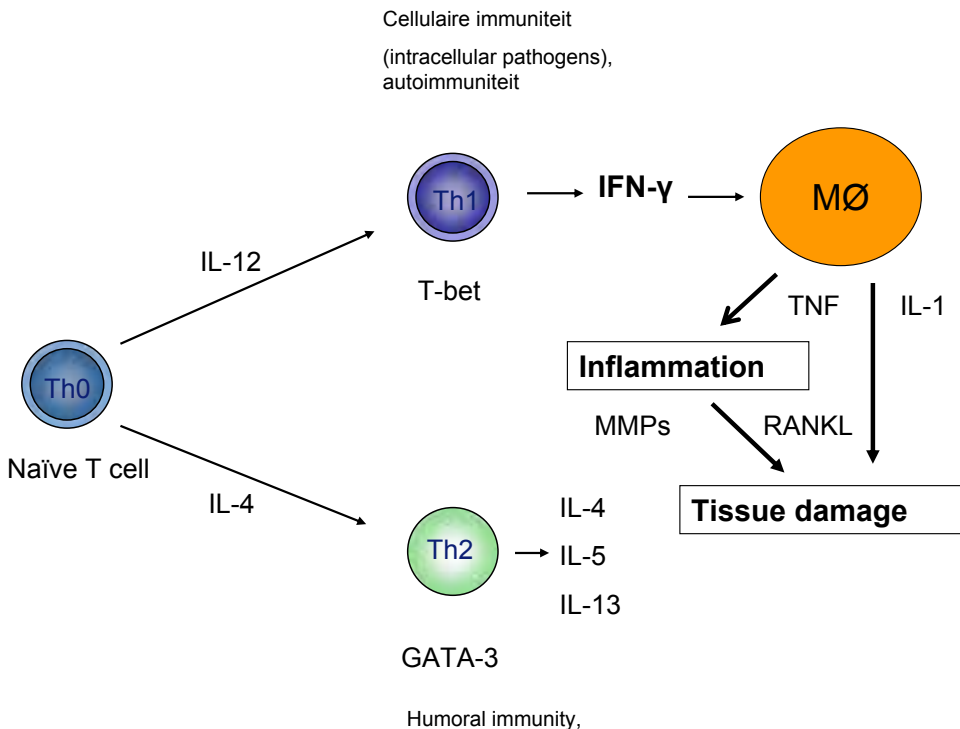 Cellulaire immuniteit
(intracellular pathogens),
autoimmuniteit
Th1
IFN-γ
MØ
IL-12
T-bet
TNF
IL-1
Inflammation
Th0
MMPs
RANKL
Naïve T cell
IL-4
Tissue damage
Th2
IL-4
IL-5
IL-13
GATA-3
Humoral immunity,